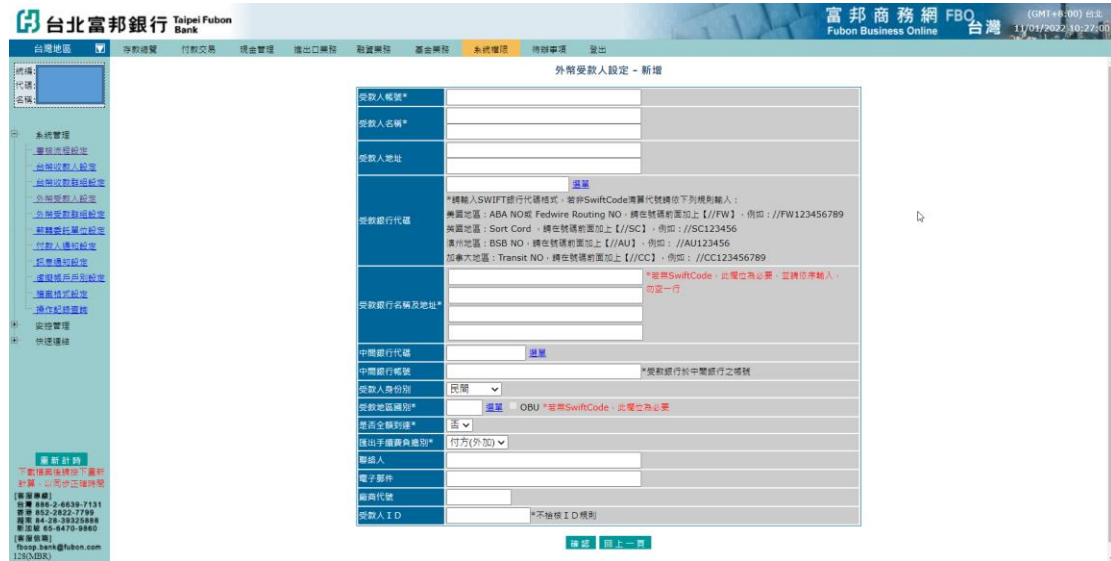 台北富邦銀行 Taipei Fubon Bank
富邦商務網 FBO台灣
Fubon Business Online
(GMT+8:00) 台北
11/01/2022 10:27:00
台灣地區 存款總覽 付款交易 現金管理 進出口業務 融資業務 基金業務 系統權限 待辦事項 登出
統編:
代碼:
名稱:
系統管理
審核流程設定
台幣收款人設定
台幣收款群組設定
外幣受款人設定
外幣受款群組設定
薪轉委託單位設定
付款人通知設定
訊息通知設定
虛擬帳戶戶別設定
檔案格式設定
操作紀錄查詢
安控管理
快速連結
重新計時
下載檔案後請按下重新
計算,以同步正確時間
[客服專線]
台灣 886-2-6639-7131
香港 852-2822-7799
越南 84-28-39325888
新加坡 65-6470-9860
[客服信箱]
fboop.bank@fubon.com
128(MBR)
外幣受款人設定 - 新增
受款人帳號*
受款人名稱*
受款人地址
受款銀行代碼
選單
*請輸入SWIFT銀行代碼格式,若非SwiftCode清算代號請依下列規則輸入:
美國地區:ABA NO或 Fedwire Routing NO,請在號碼前面加上【//FW】,例如://FW123456789
英國地區:Sort Cord ,請在號碼前面加上【//SC】,例如://SC123456
澳州地區:BSB NO,請在號碼前面加上【//AU】,例如: //AU123456
加拿大地區:Transit NO,請在號碼前面加上【//CC】,例如: //CC123456789
受款銀行名稱及地址*
*若無SwiftCode,此欄位為必要,並請依序輸入,
勿空一行
中間銀行代碼 選單
中間銀行帳號 *受款銀行於中間銀行之帳號
受款人身份別 民間
受款地區國別* 選單 OBU *若無SwiftCode,此欄位為必要
是否全額到達* 否
匯出手續費負擔別* 付方(外加)
聯絡人
電子郵件
廠商代號
受款人ID *不檢核ID規則
確認 回上一頁